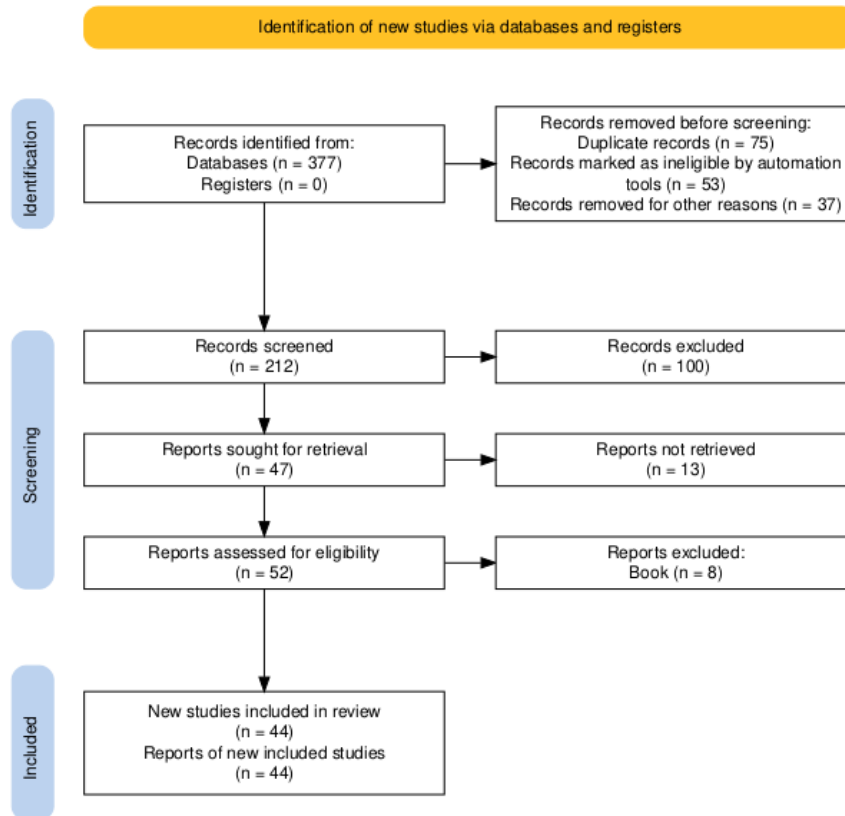 Identification of new studies via databases and registers
Identification
Records identified from:
Databases (n = 377)
Registers (n = 0)
Records removed before screening:
Duplicate records (n = 75)
Records marked as ineligible by automation
tools (n = 53)
Records removed for other reasons (n = 37)
Screening
Records screened
(n = 212)
Records excluded
(n = 100)
Reports sought for retrieval
(n = 47)
Reports not retrieved
(n = 13)
Reports assessed for eligibility
(n = 52)
Reports excluded:
Book (n = 8)
Included
New studies included in review
(n = 44)
Reports of new included studies
(n = 44)